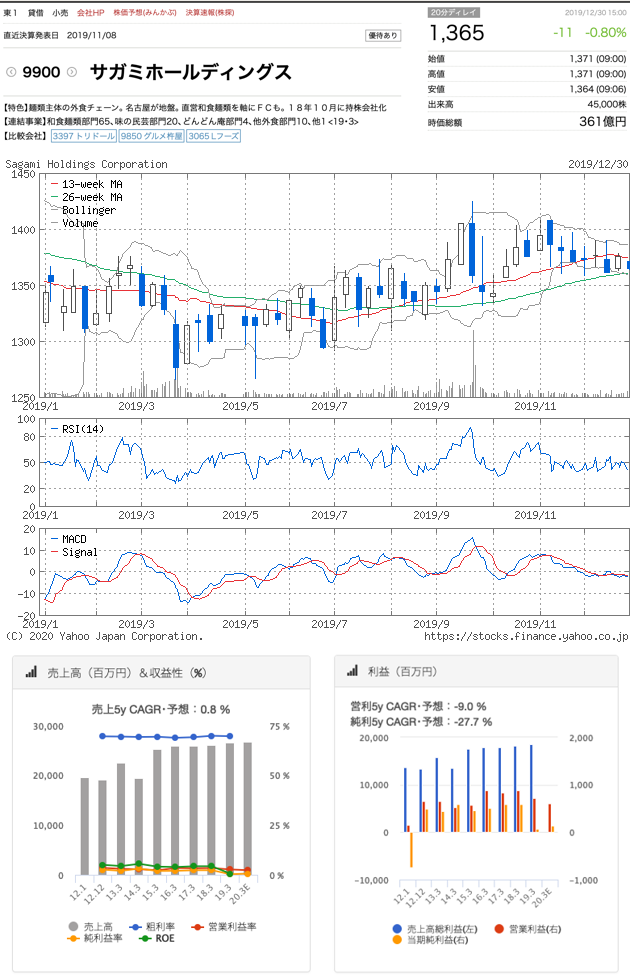 東1 貸借 小売 会社HP 株価予想(みんかぶ) 決算速報(株探)
直近決算発表日 2019/11/08 優待あり
9900 サガミホールディングス
【特色】麺類主体の外食チェーン。名古屋が地盤。直営和食麺類を軸にFCも。18年10月に持株会社化
【連結事業】和食麺類部門65、味の民芸部門20、どんどん庵部門4、他外食部門10、他1<19・3>
【比較会社】 3397 トリドール 9850 グルメ杵屋 3065 Lフーズ
20分ディレイ 2019/12/30 15:00
1,365 -11 -0.80%
始値 1,371 (09:00)
高値 1,371 (09:00)
安値 1,364 (09:06)
出来高 45,000株
時価総額 361億円
Sagami Holdings Corporation 2019/12/30
1450
1400
1350
1300
1250
13-week MA
26-week MA
Bollinger
Volume
2019/1 2019/3 2019/5 2019/7 2019/9 2019/11
100
80
50
20
0
RSI(14)
2019/1 2019/3 2019/5 2019/7 2019/9 2019/11
20
10
0
-10
-20
MACD
Signal
2019/1 2019/3 2019/5 2019/7 2019/9 2019/11
(C) 2020 Yahoo Japan Corporation. https://stocks.finance.yahoo.co.jp
売上高（百万円）＆収益性（%）
売上5y CAGR・予想：0.8 %
30,000 75 %
20,000 50 %
10,000 25 %
0 0 %
12.1 12.12 13.3 14.3 15.3 16.3 17.3 18.3 19.3 20.3E
売上高 粗利率 営業利益率
純利益率 ROE
利益（百万円）
営利5y CAGR・予想：-9.0 %
純利5y CAGR・予想：-27.7 %
20,000 2,000
10,000 1,000
0 0
-10,000 -1,000
12.1 12.12 13.3 14.3 15.3 16.3 17.3 18.3 19.3 20.3E
売上高総利益(左) 営業利益(右)
当期純利益(右)